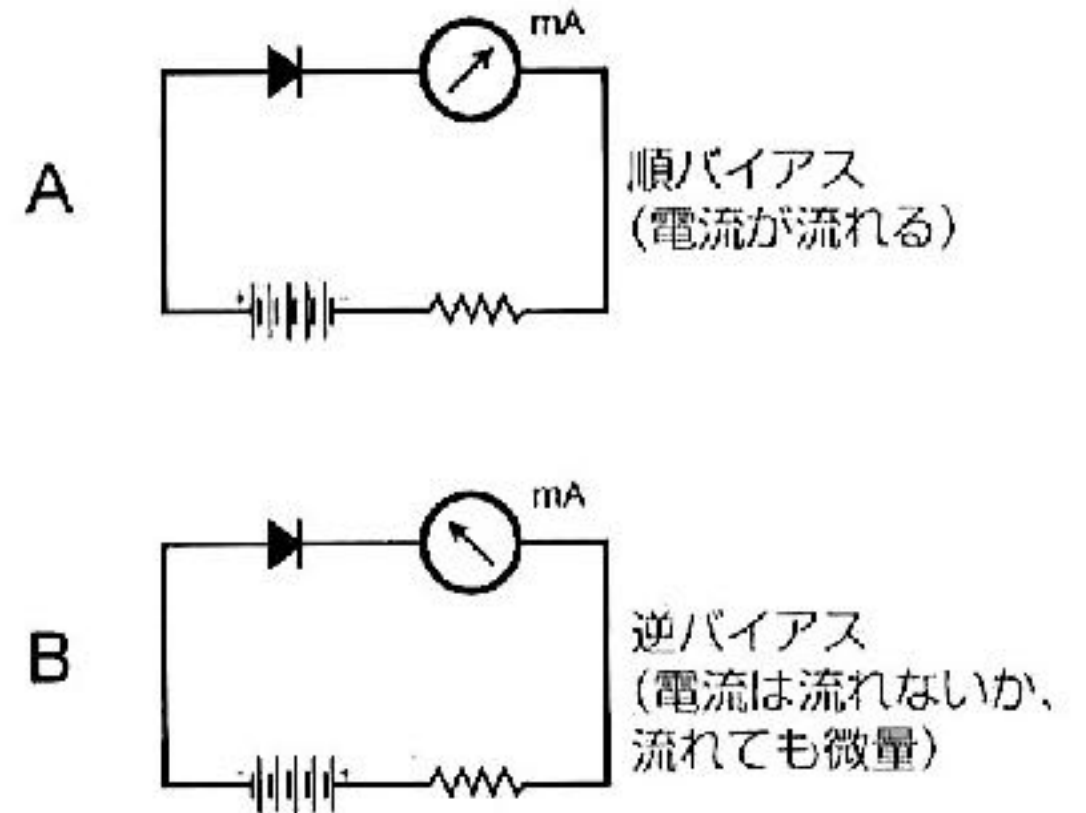 mA
A
順バイアス
(電流が流れる)
+ -
mA
B
逆バイアス
(電流は流れないか、
流れても微量)
- +